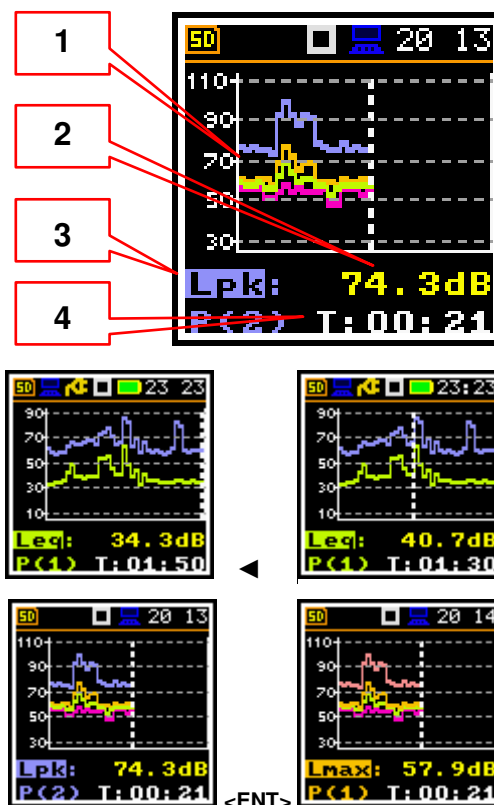 1
2
3
4
SD 20 13
110
90
70
50
30
Lpk: 74.3dB
P(2) T:00:21
SD 23 23
90
70
50
30
10
Leq: 34.3dB
P(1) T:01:50
◄
SD 23:23
90
70
50
30
10
Leq: 40.7dB
P(1) T:01:30
SD 20 13
110
90
70
50
30
Lpk: 74.3dB
P(2) T:00:21
<ENT>
SD 20 14
110
90
70
50
30
Lmax: 57.9dB
P(1) T:00:21